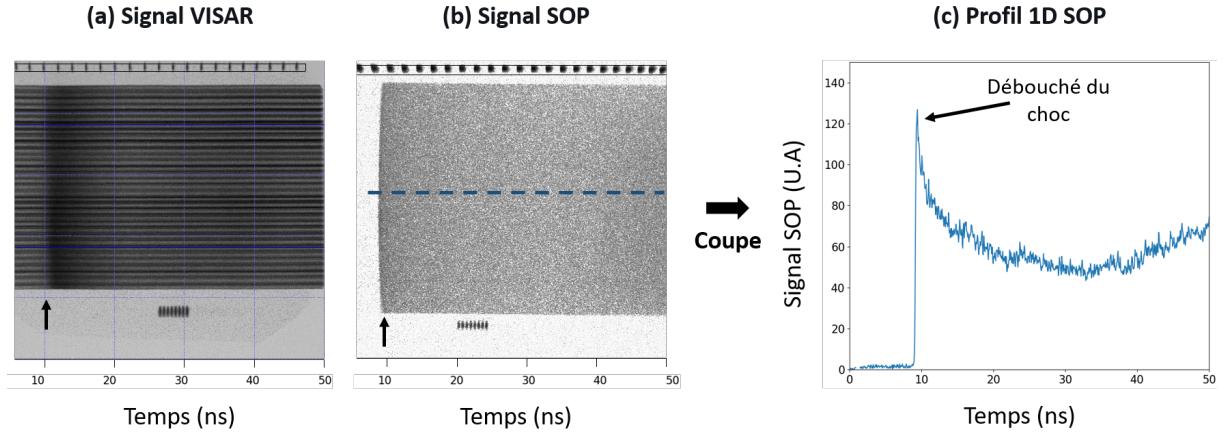 (a) Signal VISAR
(b) Signal SOP
(c) Profil 1D SOP
10 20 30 40 50
Temps (ns)
10 20 30 40 50
Temps (ns)
Coupe
Signal SOP (U.A)
140
120
100
80
60
40
20
0
Débouché du
choc
0 10 20 30 40 50
Temps (ns)